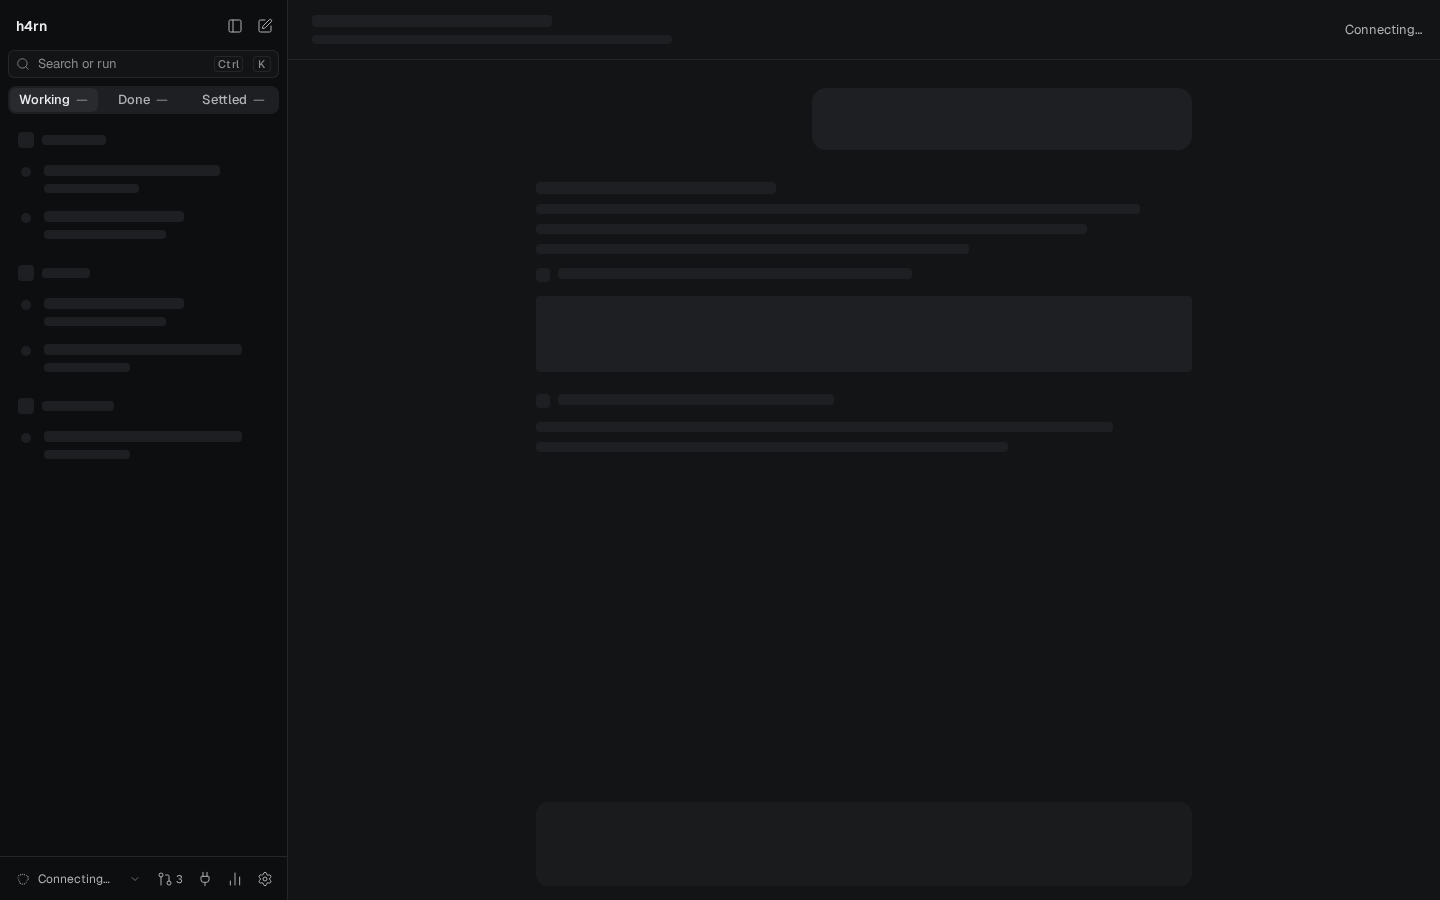 h4rn
Search or run Ctrl K
Working — Done — Settled —
Connecting…
Connecting… 3